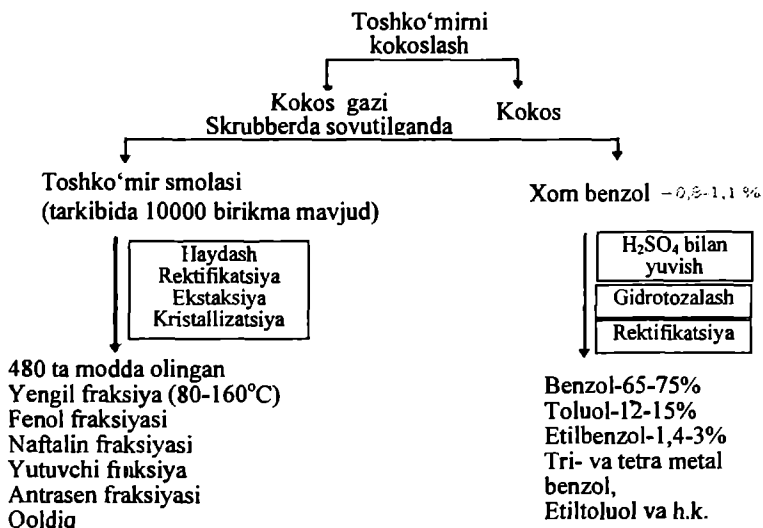 Toshko‘mirni
kokoslash
Kokos gazi
Skrubberda sovutilganda
Kokos
Toshko‘mir smolasi
(tarkibida 10000 birikma mavjud)
Xom benzol –0,8-1,1 %
Haydash
Rektifikatsiya
Ekstaksiya
Kristallizatsiya
H₂SO₄ bilan
yuvish
Gidrotozalash
Rektifikatsiya
480 ta modda olingan
Yengil fraksiya (80-160°C)
Fenol fraksiyasi
Naftalin fraksiyasi
Yutuvchi fraksiya
Antrasen fraksiyasi
Qoldiq
Benzol-65-75%
Toluol-12-15%
Etilbenzol-1,4-3%
Tri- va tetra metal
benzol,
Etiltoluol va h.k.